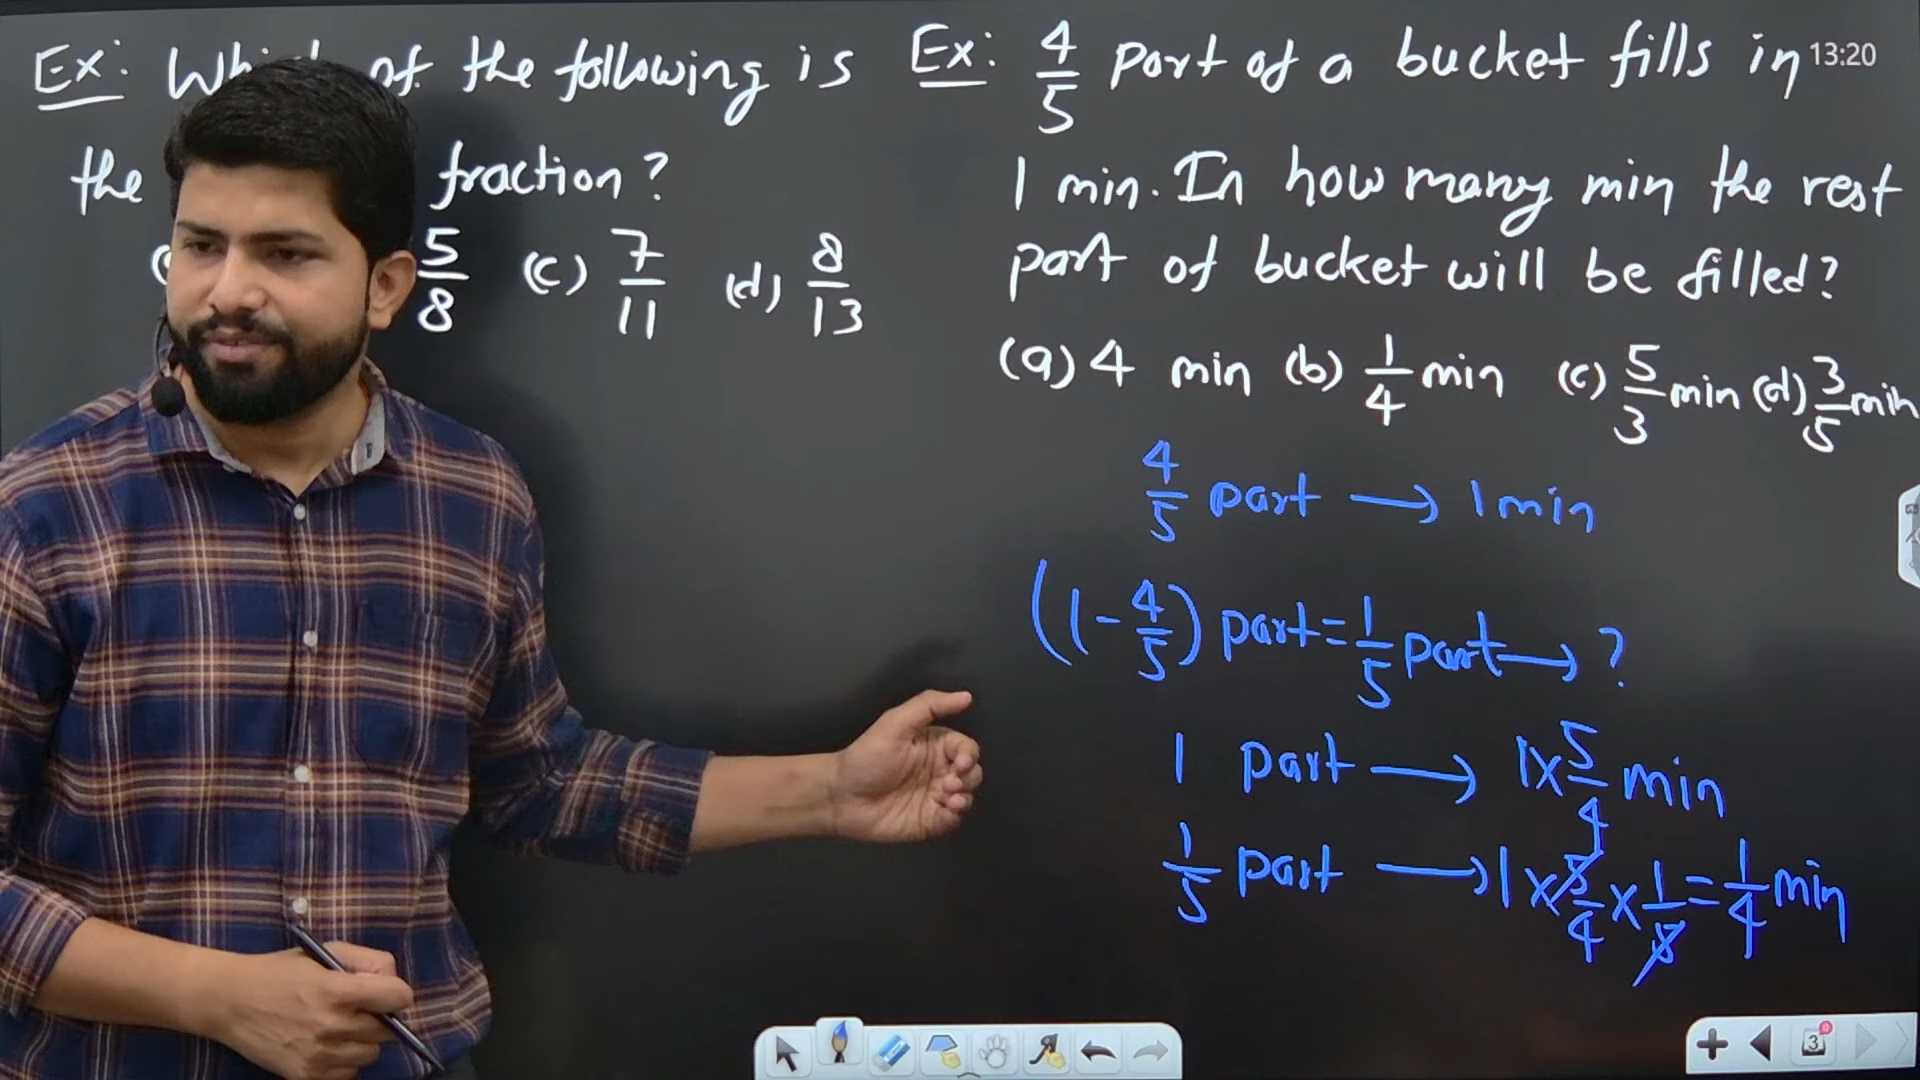 Ex: of the following is
the fraction?
5/8 (c) 7/11 (d) 8/13
Ex: 4/5 part of a bucket fills in
13:20
1 min. In how many min the rest
part of bucket will be filled?
(a) 4 min (b) 1/4 min (c) 5/3 min (d) 3/5 min
4/5 part → 1 min
(1 - 4/5) part = 1/5 part → ?
1 part → 1 × 5/4 min
1/5 part → 1 × 5/4 × 1/5 = 1/4 min
3
0